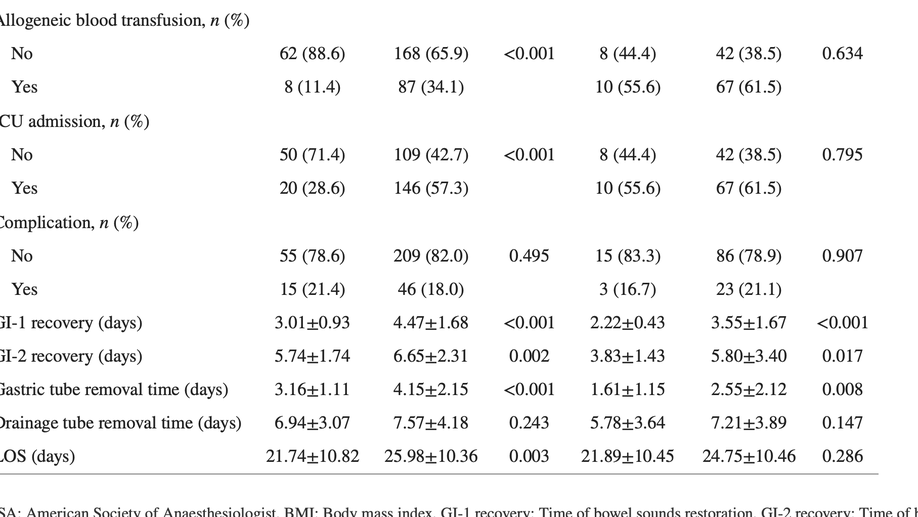 Allogeneic blood transfusion, n (%)
No 62 (88.6) 168 (65.9) <0.001 8 (44.4) 42 (38.5) 0.634
Yes 8 (11.4) 87 (34.1) 10 (55.6) 67 (61.5)
CU admission, n (%)
No 50 (71.4) 109 (42.7) <0.001 8 (44.4) 42 (38.5) 0.795
Yes 20 (28.6) 146 (57.3) 10 (55.6) 67 (61.5)
Complication, n (%)
No 55 (78.6) 209 (82.0) 0.495 15 (83.3) 86 (78.9) 0.907
Yes 15 (21.4) 46 (18.0) 3 (16.7) 23 (21.1)
GI-1 recovery (days) 3.01±0.93 4.47±1.68 <0.001 2.22±0.43 3.55±1.67 <0.001
GI-2 recovery (days) 5.74±1.74 6.65±2.31 0.002 3.83±1.43 5.80±3.40 0.017
Gastric tube removal time (days) 3.16±1.11 4.15±2.15 <0.001 1.61±1.15 2.55±2.12 0.008
Drainage tube removal time (days) 6.94±3.07 7.57±4.18 0.243 5.78±3.64 7.21±3.89 0.147
LOS (days) 21.74±10.82 25.98±10.36 0.003 21.89±10.45 24.75±10.46 0.286
SA: American Society of Anaesthesiologist, BMI: Body mass index, GI-1 recovery: Time of bowel sounds restoration, GI-2 recovery: Time of